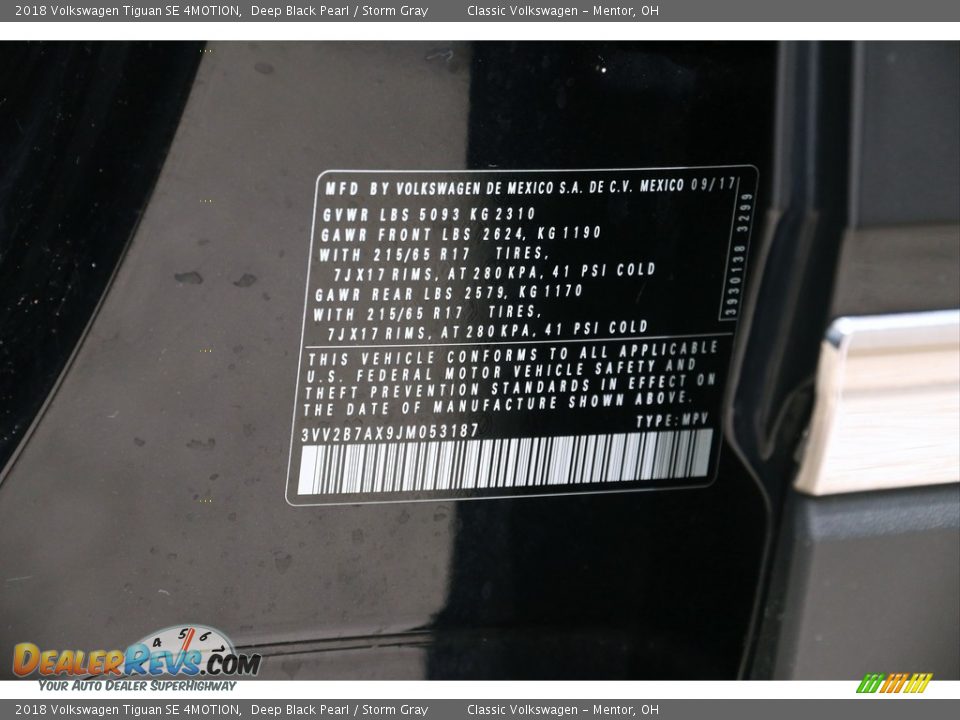 2018 Volkswagen Tiguan SE 4MOTION, Deep Black Pearl / Storm Gray Classic Volkswagen – Mentor, OH
MFD BY VOLKSWAGEN DE MEXICO S.A. DE C.V. MEXICO 09/17
GVWR LBS 5093 KG 2310
GAWR FRONT LBS 2624, KG 1190
WITH 215/65 R17 TIRES,
7JX17 RIMS, AT 280 KPA, 41 PSI COLD
GAWR REAR LBS 2579, KG 1170
WITH 215/65 R17 TIRES,
7JX17 RIMS, AT 280 KPA, 41 PSI COLD
3930138 3299
THIS VEHICLE CONFORMS TO ALL APPLICABLE
U.S. FEDERAL MOTOR VEHICLE SAFETY AND
THEFT PREVENTION STANDARDS IN EFFECT ON
THE DATE OF MANUFACTURE SHOWN ABOVE.
3VV2B7AX9JM053187 TYPE: MPV
4 5 6
DealerRevs.com
Your Auto Dealer SuperHighway
2018 Volkswagen Tiguan SE 4MOTION, Deep Black Pearl / Storm Gray Classic Volkswagen – Mentor, OH